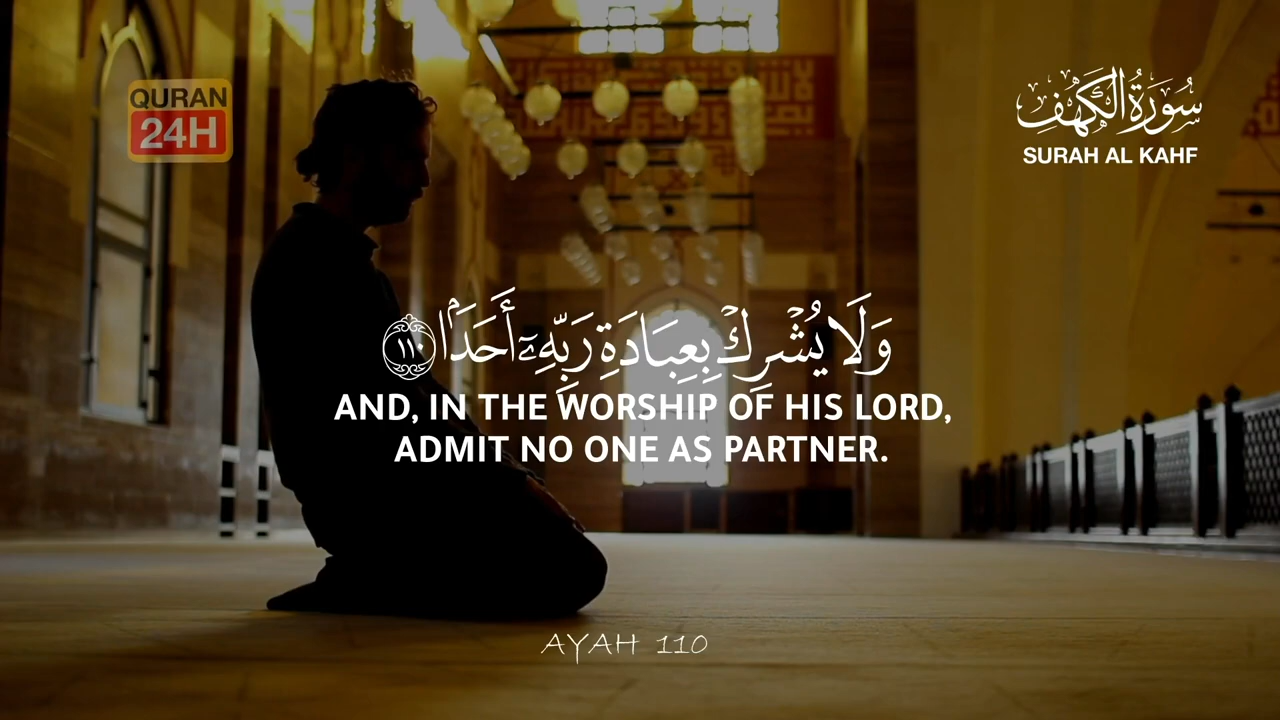 QURAN
24H
سُورَةُ الكَهْفِ
SURAH AL KAHF
وَلَا يُشْرِكْ بِعِبَادَةِ رَبِّهِۦٓ أَحَدَۢا ١١٠
AND, IN THE WORSHIP OF HIS LORD,
ADMIT NO ONE AS PARTNER.
AYAH 110